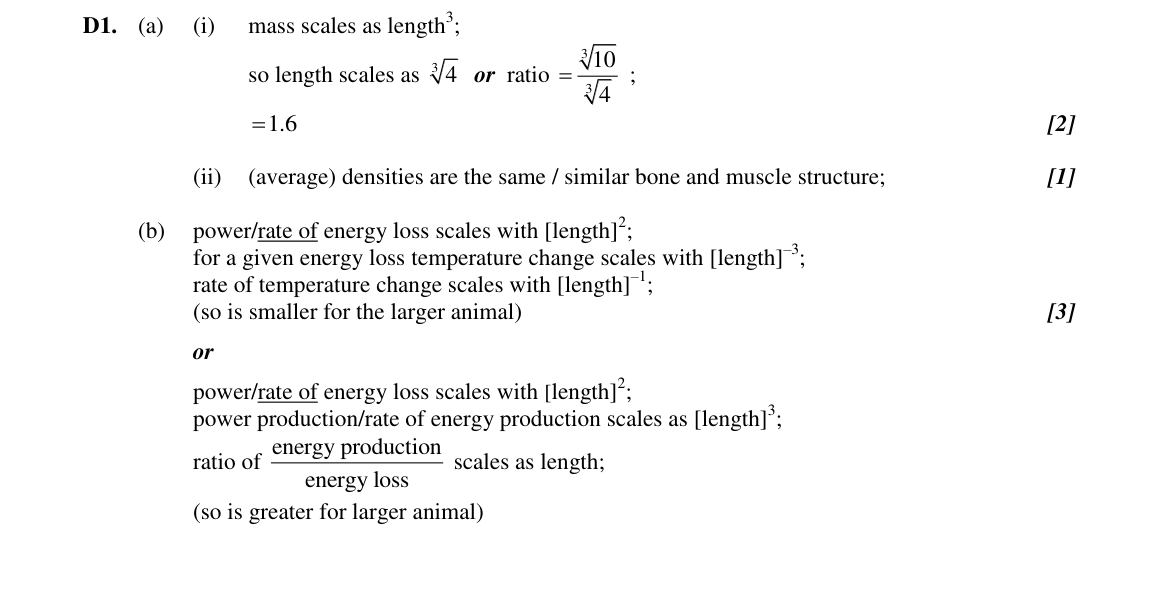 D1. (a) (i) mass scales as length³;
so length scales as ∛4 or ratio = ∛10 / ∛4 ;
=1.6 [2]
(ii) (average) densities are the same / similar bone and muscle structure; [1]
(b) power/rate of energy loss scales with [length]²;
for a given energy loss temperature change scales with [length]⁻³;
rate of temperature change scales with [length]⁻¹;
(so is smaller for the larger animal) [3]
or
power/rate of energy loss scales with [length]²;
power production/rate of energy production scales as [length]³;
ratio of energy production / energy loss scales as length;
(so is greater for larger animal)